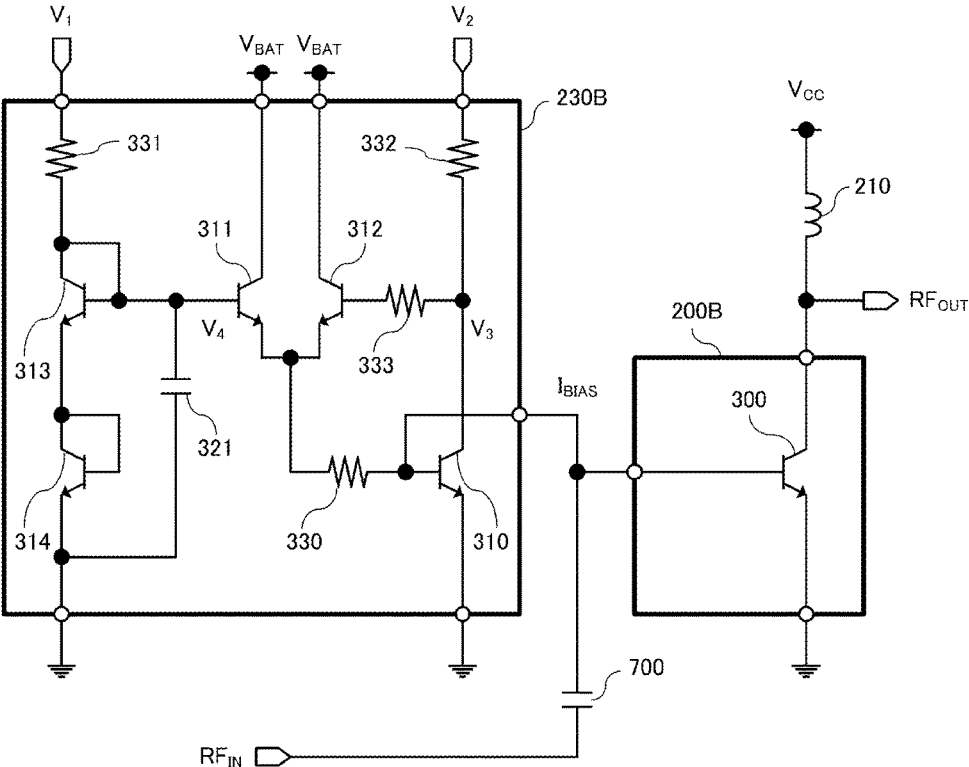 V1
V2
VBAT VBAT
230B
VCC
331
332
210
311
312
RFOUT
V4
V3
200B
313
333
IBIAS
300
321
314
330
310
700
RFIN